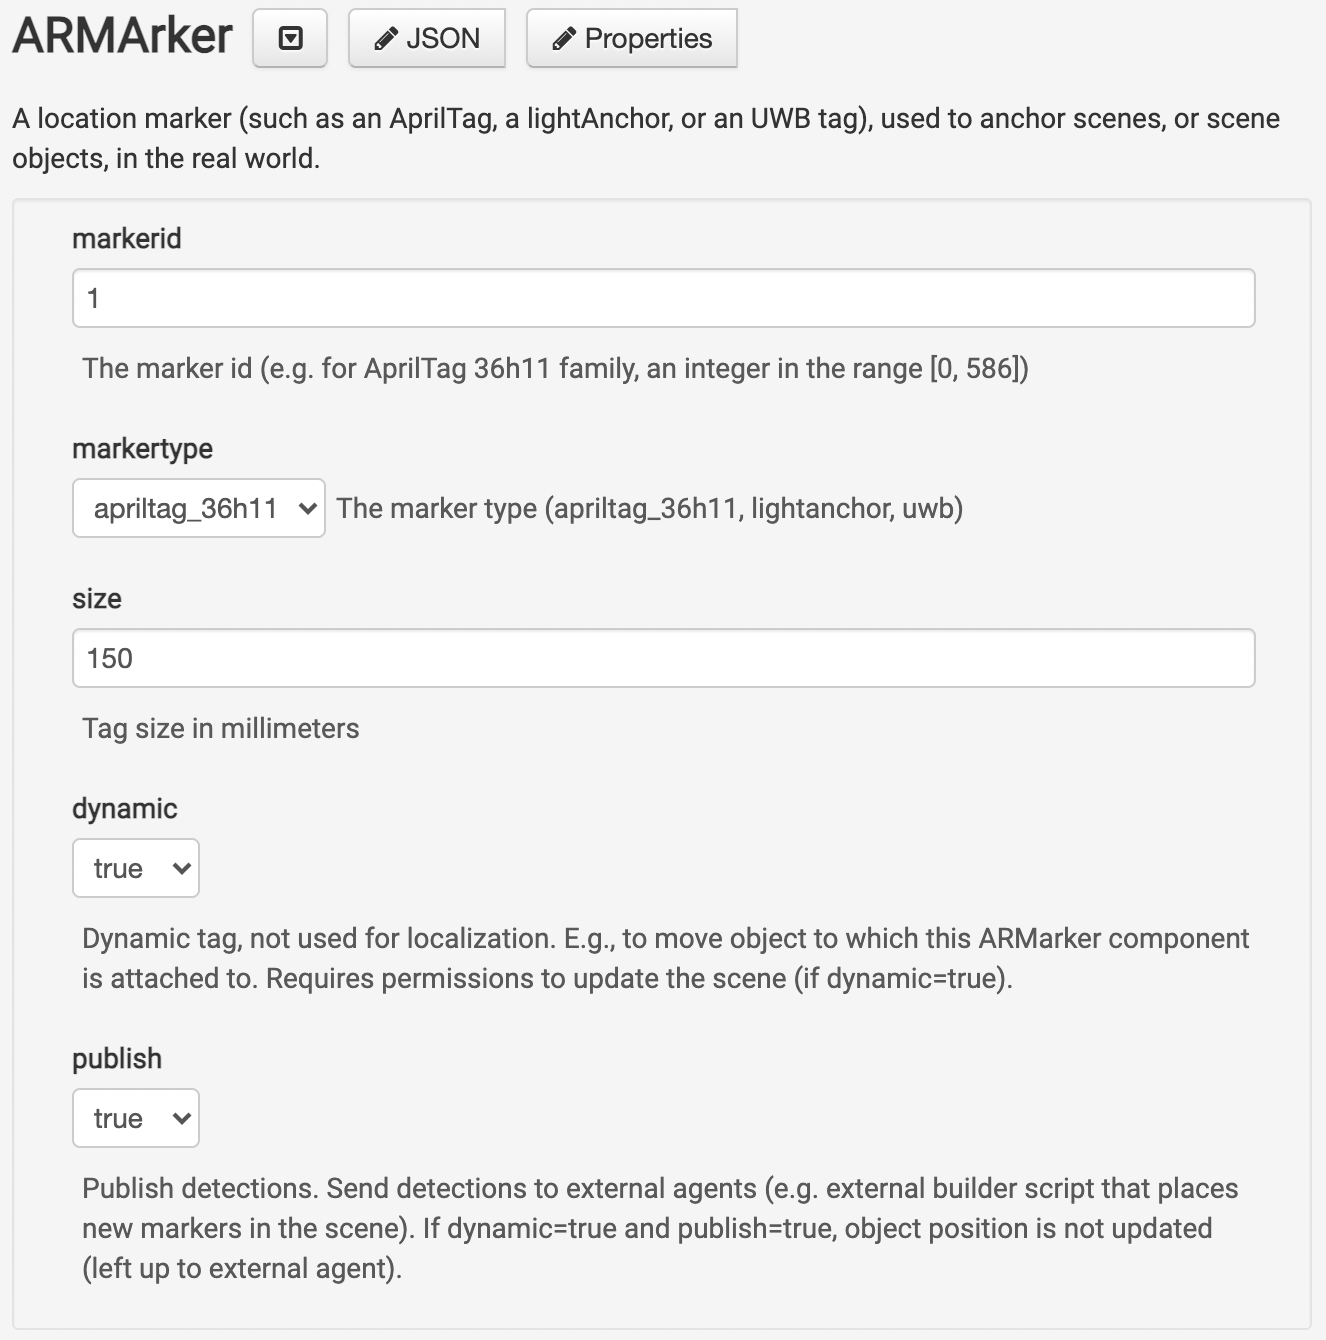 ARMArker JSON Properties
A location marker (such as an AprilTag, a lightAnchor, or an UWB tag), used to anchor scenes, or scene
objects, in the real world.
markerid
1
The marker id (e.g. for AprilTag 36h11 family, an integer in the range [0, 586])
markertype
apriltag_36h11 The marker type (apriltag_36h11, lightanchor, uwb)
size
150
Tag size in millimeters
dynamic
true
Dynamic tag, not used for localization. E.g., to move object to which this ARMarker component
is attached to. Requires permissions to update the scene (if dynamic=true).
publish
true
Publish detections. Send detections to external agents (e.g. external builder script that places
new markers in the scene). If dynamic=true and publish=true, object position is not updated
(left up to external agent).